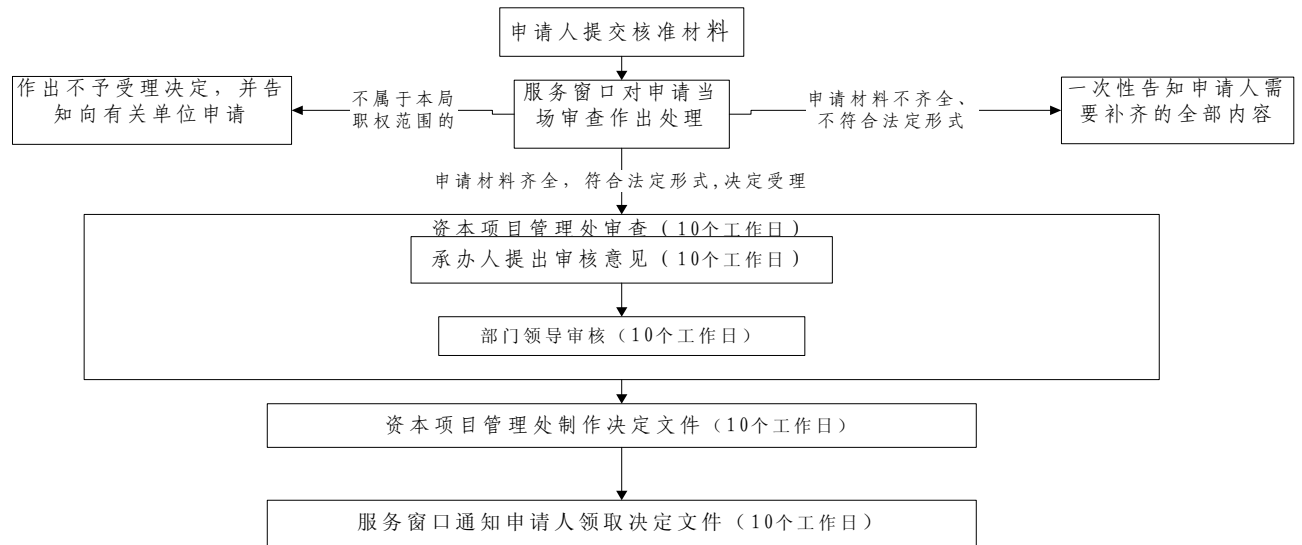 申请人提交核准材料
作出不予受理决定，并告
知向有关单位申请
不属于本局
职权范围的
服务窗口对申请当
场审查作出处理
申请材料不齐全、
不符合法定形式
一次性告知申请人需
要补齐的全部内容
申请材料齐全，符合法定形式,决定受理
资本项目管理处审查（10个工作日）
承办人提出审核意见（10个工作日）
部门领导审核（10个工作日）
资本项目管理处制作决定文件（10个工作日）
服务窗口通知申请人领取决定文件（10个工作日）